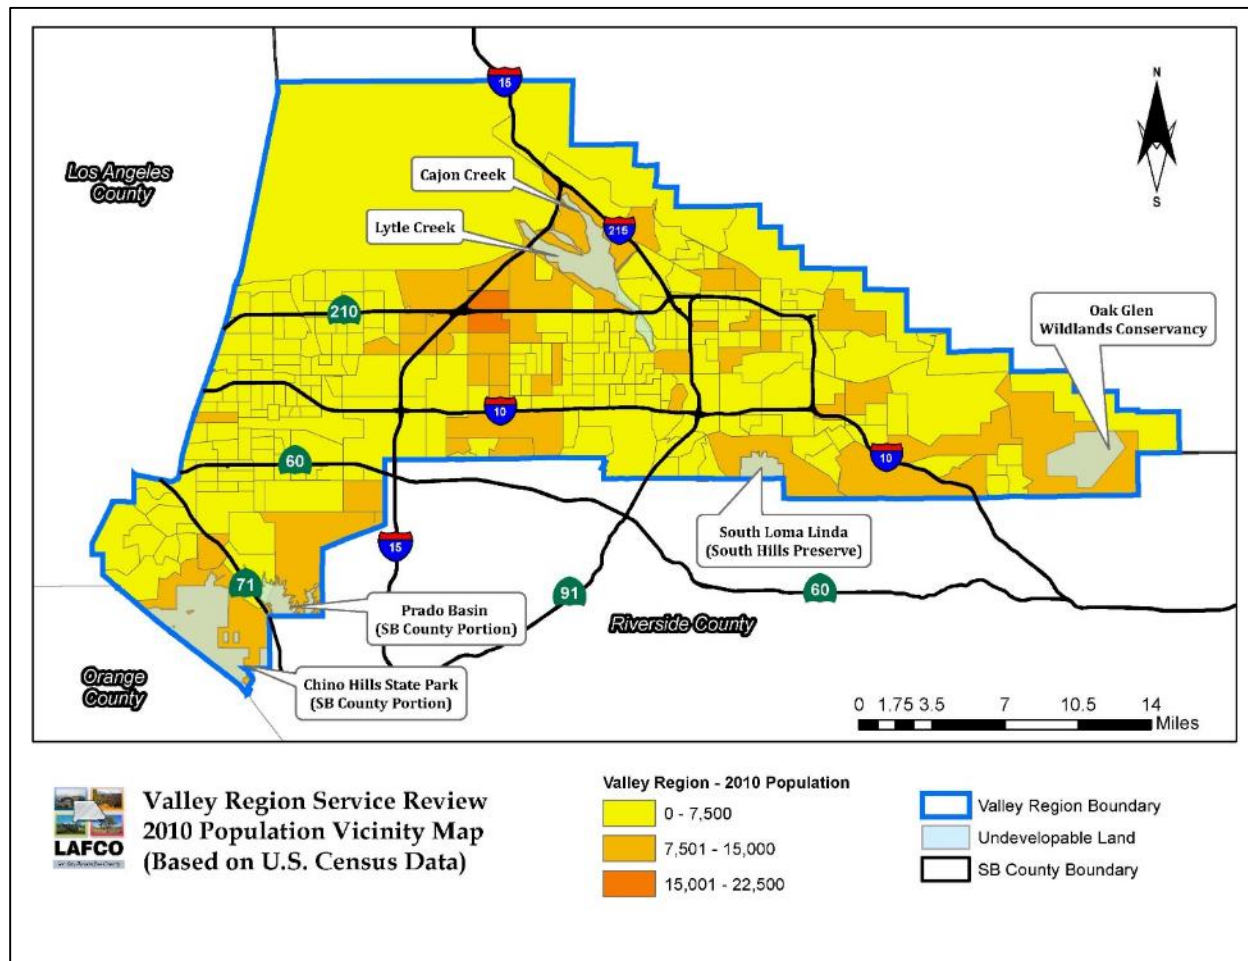 15
N
Los Angeles
County
Cajon Creek
S
Lytle Creek
215
Oak Glen
Wildlands Conservancy
210
10
60
10
South Loma Linda
(South Hills Preserve)
15
71
91
60
Prado Basin
(SB County Portion)
Riverside County
Orange
County
Chino Hills State Park
(SB County Portion)
0 1.75 3.5 7 10.5 14
Miles
Valley Region Service Review
2010 Population Vicinity Map
(Based on U.S. Census Data)
LAFCO
Valley Region - 2010 Population
0 - 7,500
7,501 - 15,000
15,001 - 22,500
Valley Region Boundary
Undevelopable Land
SB County Boundary